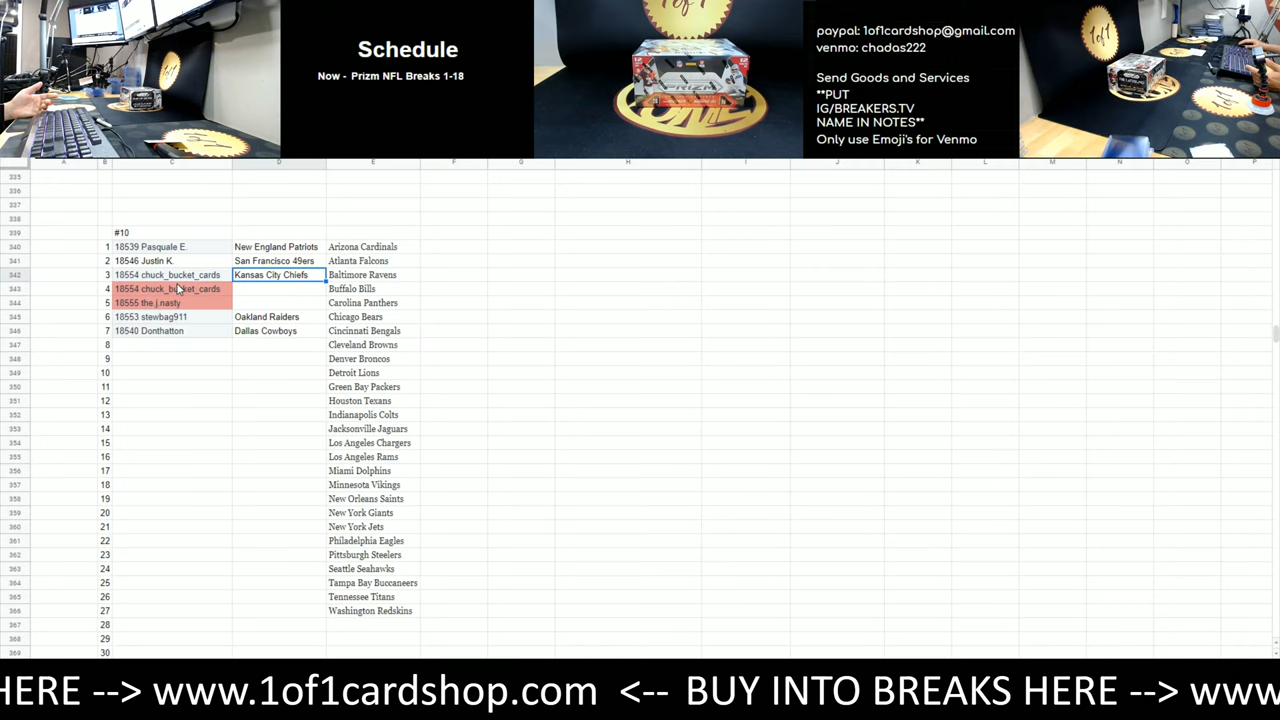 Schedule
Now - Prizm NFL Breaks 1-18
PRIZM
paypal: 1of1cardshop@gmail.com
venmo: chadas222
Send Goods and Services
**PUT
IG/BREAKERS.TV
NAME IN NOTES**
Only use Emoji's for Venmo
A B C D E F G H I J K L M N O P
335
336
337
338
339 #10
340 1 18539 Pasquale E. New England Patriots Arizona Cardinals
341 2 18546 Justin K. San Francisco 49ers Atlanta Falcons
342 3 18554 chuck_bucket_cards Kansas City Chiefs Baltimore Ravens
343 4 18554 chuck_bucket_cards Buffalo Bills
344 5 18555 the.j.nasty Carolina Panthers
345 6 18553 stewbag911 Oakland Raiders Chicago Bears
346 7 18540 Donthatton Dallas Cowboys Cincinnati Bengals
347 8 Cleveland Browns
348 9 Denver Broncos
349 10 Detroit Lions
350 11 Green Bay Packers
351 12 Houston Texans
352 13 Indianapolis Colts
353 14 Jacksonville Jaguars
354 15 Los Angeles Chargers
355 16 Los Angeles Rams
356 17 Miami Dolphins
357 18 Minnesota Vikings
358 19 New Orleans Saints
359 20 New York Giants
360 21 New York Jets
361 22 Philadelphia Eagles
362 23 Pittsburgh Steelers
363 24 Seattle Seahawks
364 25 Tampa Bay Buccaneers
365 26 Tennessee Titans
366 27 Washington Redskins
367 28
368 29
369 30
HERE --> www.1of1cardshop.com <-- BUY INTO BREAKS HERE --> www.